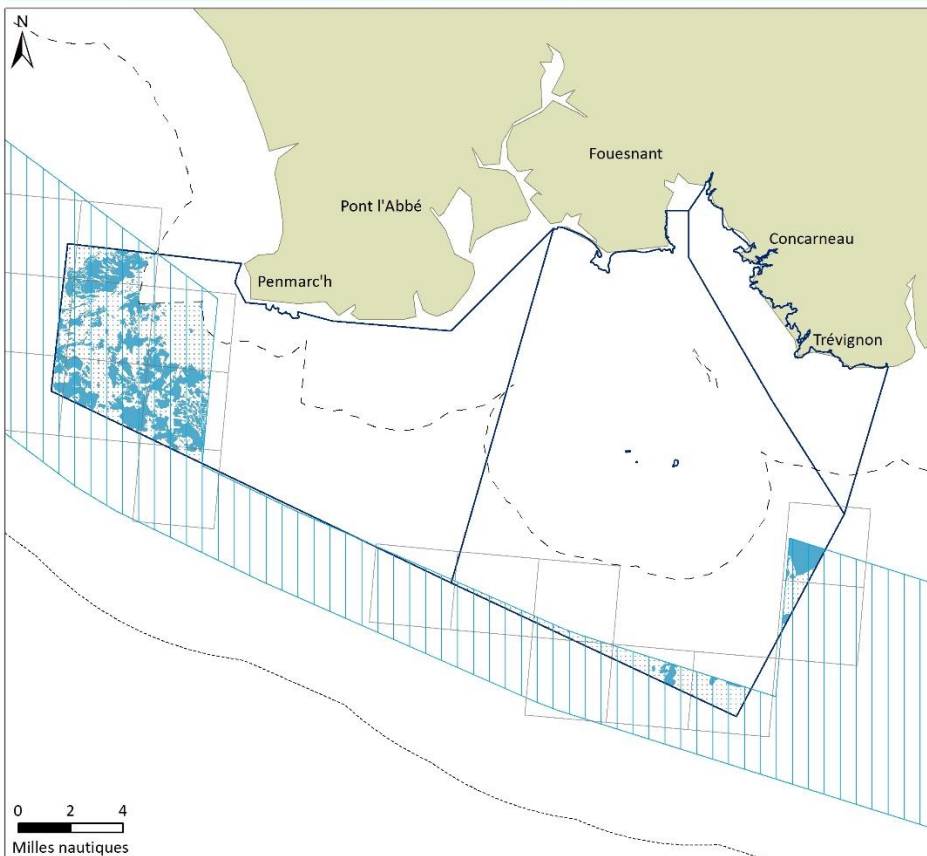 N
Fouesnant
Pont l'Abbé
Concarneau
Penmarc'h
Trévignon
0 2 4
Milles nautiques